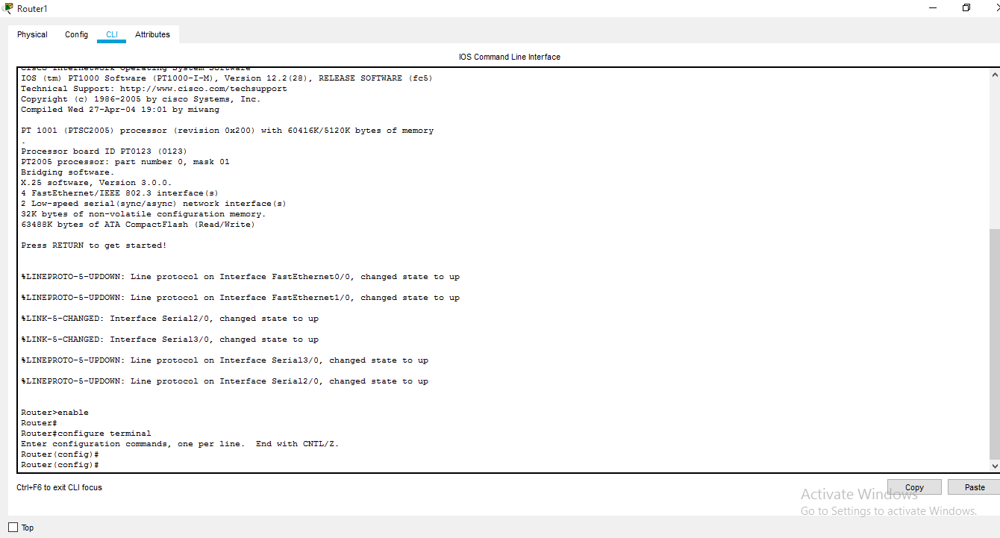 Router1
Physical Config CLI Attributes
IOS Command Line Interface
Cisco Internetwork Operating System Software
IOS (tm) PT1000 Software (PT1000-I-M), Version 12.2(28), RELEASE SOFTWARE (fc5)
Technical Support: http://www.cisco.com/techsupport
Copyright (c) 1986-2005 by cisco Systems, Inc.
Compiled Wed 27-Apr-04 19:01 by miwang
PT 1001 (PTSC2005) processor (revision 0x200) with 60416K/5120K bytes of memory
.
Processor board ID PT0123 (0123)
PT2005 processor: part number 0, mask 01
Bridging software.
X.25 software, Version 3.0.0.
4 FastEthernet/IEEE 802.3 interface(s)
2 Low-speed serial(sync/async) network interface(s)
32K bytes of non-volatile configuration memory.
63488K bytes of ATA CompactFlash (Read/Write)
Press RETURN to get started!
%LINEPROTO-5-UPDOWN: Line protocol on Interface FastEthernet0/0, changed state to up
%LINEPROTO-5-UPDOWN: Line protocol on Interface FastEthernet1/0, changed state to up
%LINK-5-CHANGED: Interface Serial2/0, changed state to up
%LINK-5-CHANGED: Interface Serial3/0, changed state to up
%LINEPROTO-5-UPDOWN: Line protocol on Interface Serial3/0, changed state to up
%LINEPROTO-5-UPDOWN: Line protocol on Interface Serial2/0, changed state to up
Router>enable
Router#
Router#configure terminal
Enter configuration commands, one per line.  End with CNTL/Z.
Router(config)#
Router(config)#
Ctrl+F6 to exit CLI focus
Copy Paste
Activate Windows
Go to Settings to activate Windows.
Top